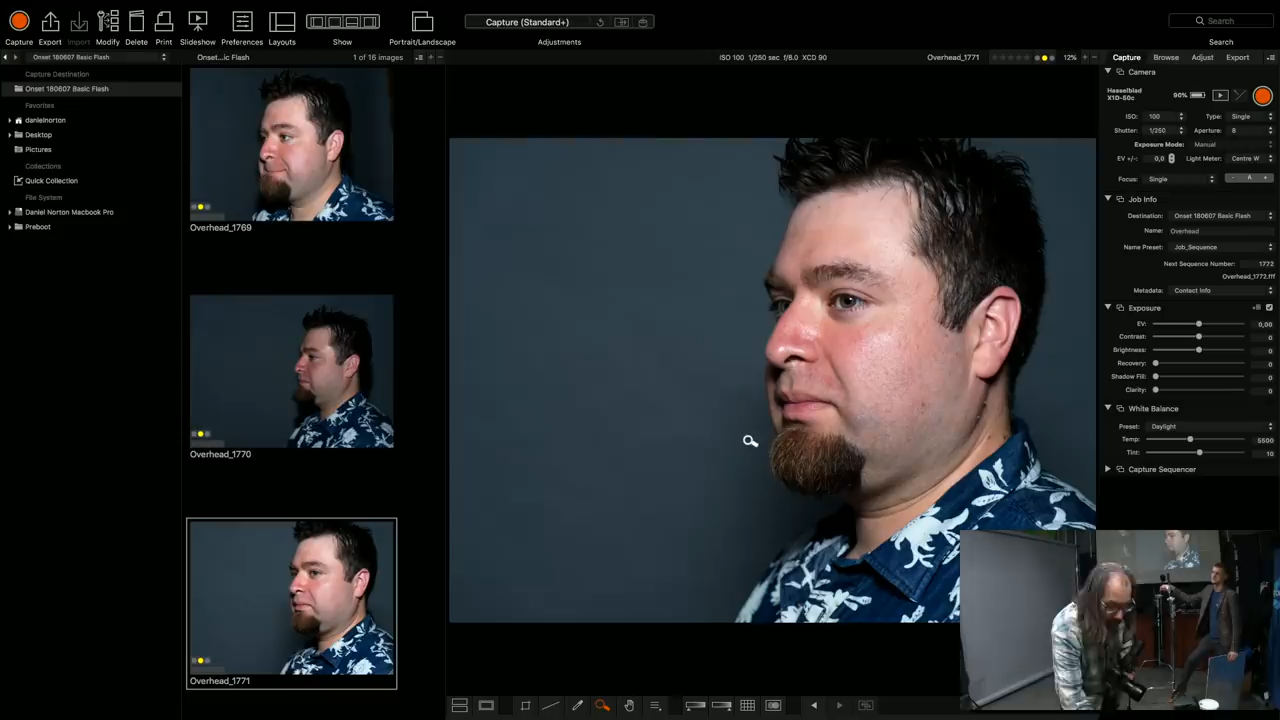 Capture Export Import Modify Delete Print Slideshow Preferences Layouts Show Portrait/Landscape
Capture (Standard+)
Adjustments
Search
Search
Onset 180607 Basic Flash
Onset...ic Flash
1 of 16 images
ISO 100 1/250 sec f/8.0 XCD 90
Overhead_1771
12%
Capture Browse Adjust Export
Capture Destination
Onset 180607 Basic Flash
Favorites
danielnorton
Desktop
Pictures
Collections
Quick Collection
File System
Daniel Norton Macbook Pro
Preboot
Overhead_1769
Overhead_1770
Overhead_1771
Camera
Hasselblad
X1D-50c
90%
ISO: 100 Type: Single
Shutter: 1/250 Aperture: 8
Exposure Mode: Manual
EV +/-: 0,0 Light Meter: Centre W
Focus: Single - A +
Job Info
Destination: Onset 180607 Basic Flash
Name: Overhead
Name Preset: Job_Sequence
Next Sequence Number: 1772
Overhead_1772.fff
Metadata: Contact Info
Exposure
EV: 0,00
Contrast: 0
Brightness: 0
Recovery: 0
Shadow Fill: 0
Clarity: 0
White Balance
Preset: Daylight
Temp: 5500
Tint: 10
Capture Sequencer